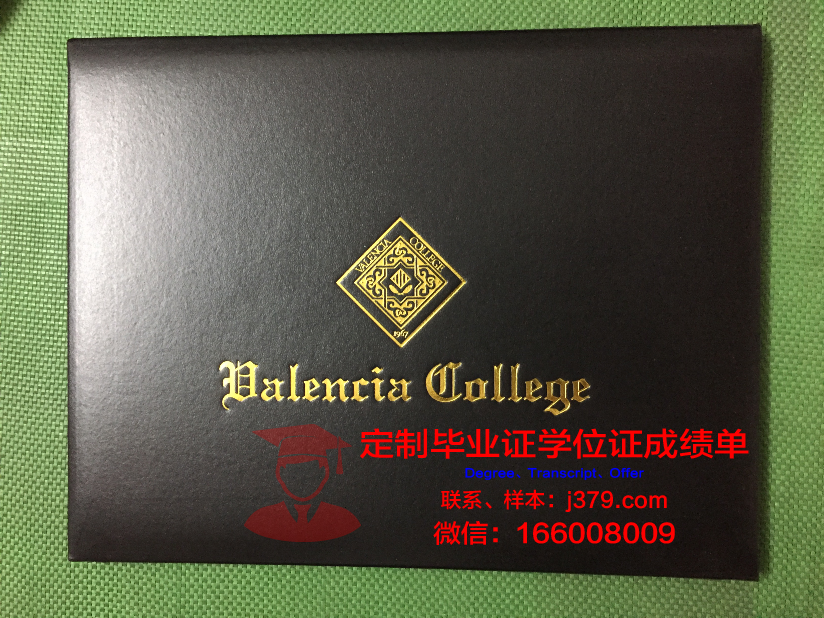 VALENCIA COLLEGE
1967
Valencia College
定制毕业证学位证成绩单
Degree、Transcript、Offer
联系、样本：j379.com
微信：166008009